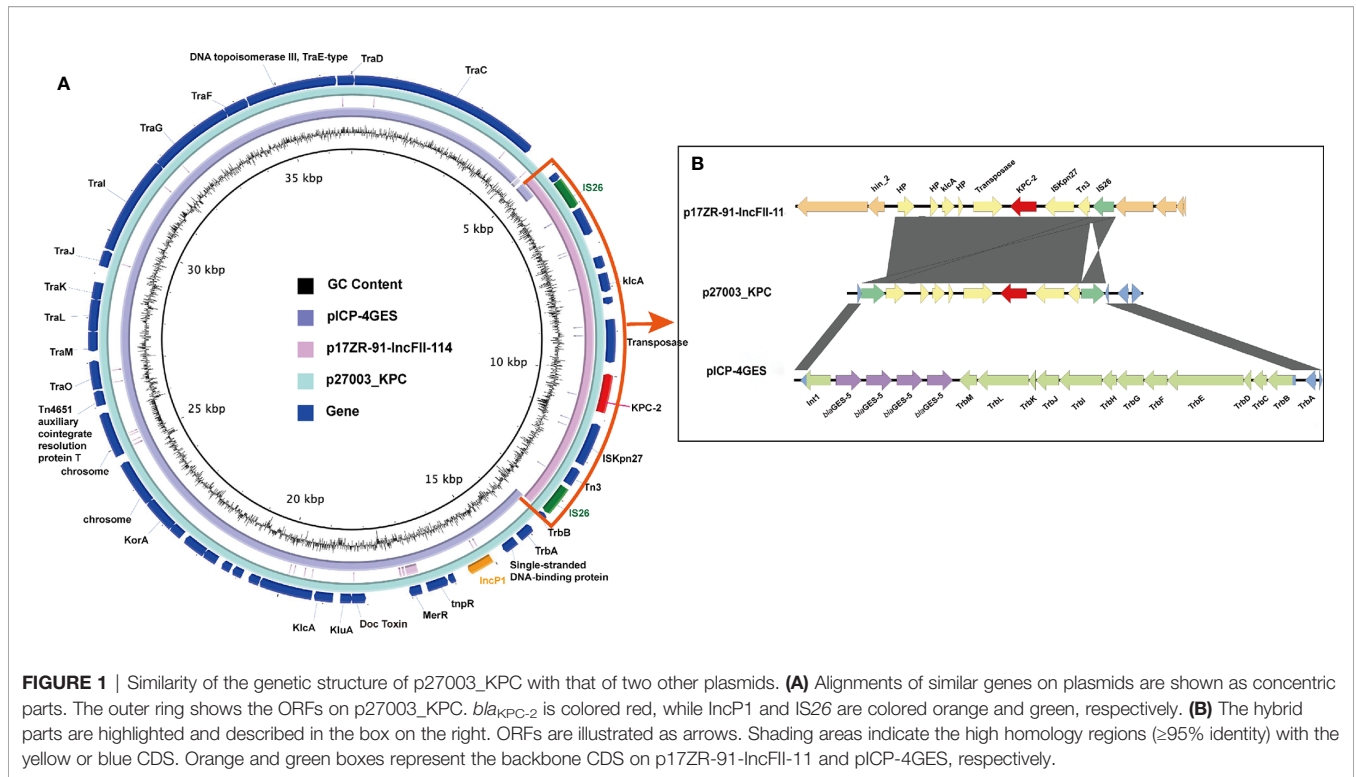 A
DNA topoisomerase III, TraE-type
TraD
TraC
TraF
TraG
TraI
TraJ
TraK
TraL
TraM
TraO
Tn4651
auxiliary
cointegrate
resolution
protein T
chrosome
chrosome
KorA
KlcA
KluA
Doc Toxin
MerR
tnpR
IncP1
Single-stranded
DNA-binding protein
TrbA
TrbB
IS26
Tn3
ISKpn27
KPC-2
Transposase
klcA
IS26
35 kbp
5 kbp
30 kbp
10 kbp
25 kbp
15 kbp
20 kbp
GC Content
pICP-4GES
p17ZR-91-IncFII-114
p27003_KPC
Gene
B
hin_2
HP
HP
klcA
HP
Transposase
KPC-2
ISKpn27
Tn3
IS26
p17ZR-91-IncFII-11
p27003_KPC
pICP-4GES
Int1
blaGES-5
blaGES-5
blaGES-5
blaGES-5
TrbM
TrbL
TrbK
TrbJ
Trbi
TrbH
TrbG
TrbF
TrbE
TrbD
TrbC
TrbB
TrbA
FIGURE 1 | Similarity of the genetic structure of p27003_KPC with that of two other plasmids. (A) Alignments of similar genes on plasmids are shown as concentric
parts. The outer ring shows the ORFs on p27003_KPC. blaKPC-2 is colored red, while IncP1 and IS26 are colored orange and green, respectively. (B) The hybrid
parts are highlighted and described in the box on the right. ORFs are illustrated as arrows. Shading areas indicate the high homology regions (≥95% identity) with the
yellow or blue CDS. Orange and green boxes represent the backbone CDS on p17ZR-91-IncFII-11 and pICP-4GES, respectively.